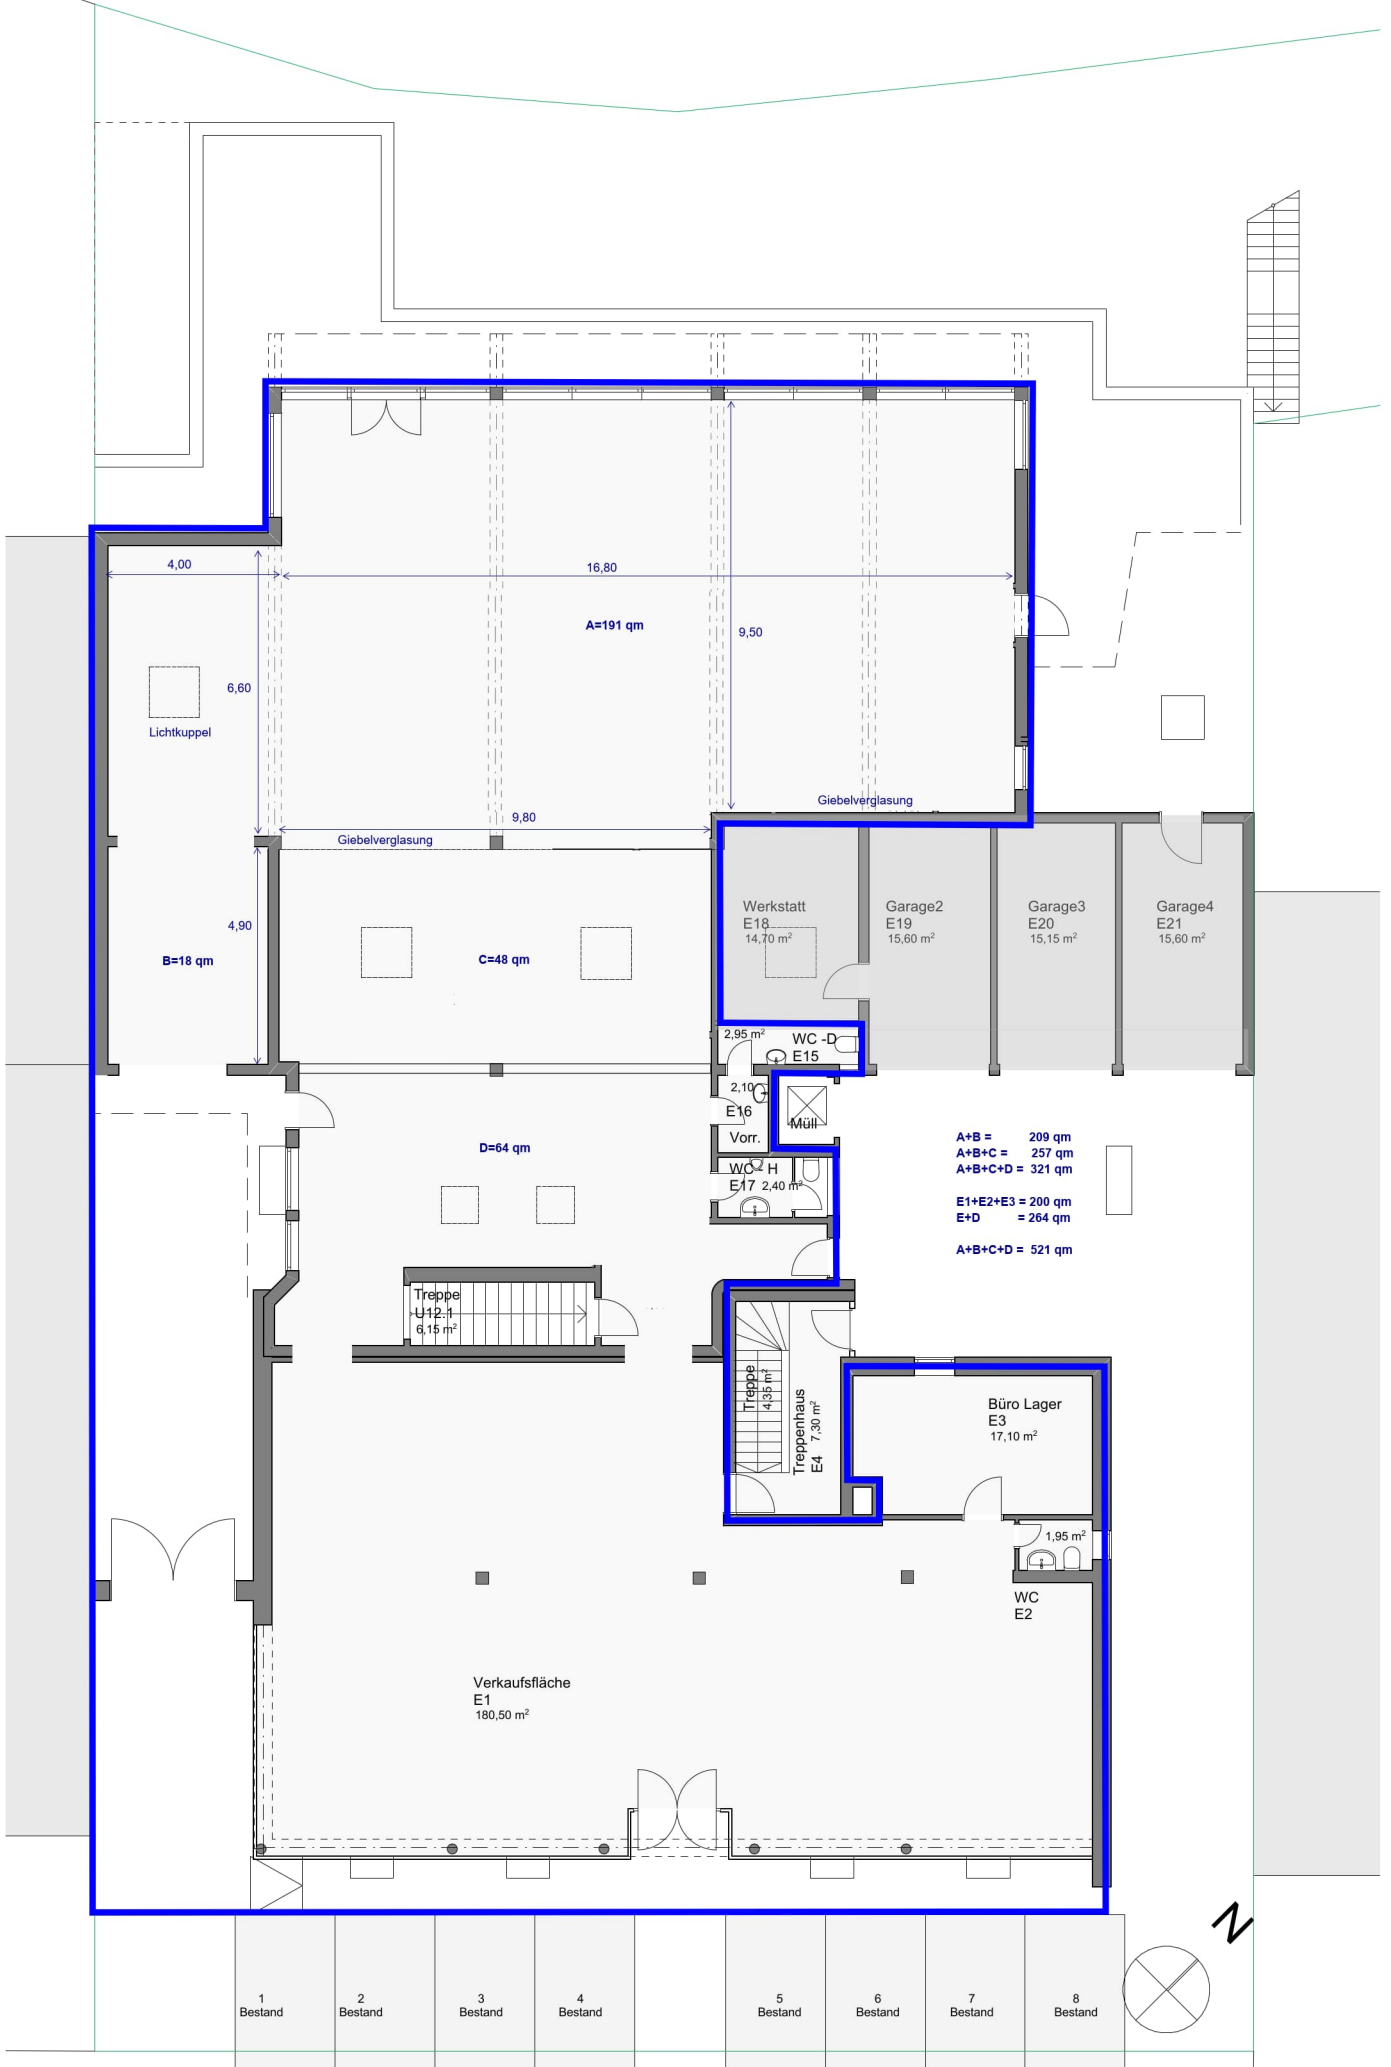 4,00
16,80
A=191 qm
9,50
6,60
Lichtkuppel
Giebelverglasung
9,80
Giebelverglasung
4,90
B=18 qm
C=48 qm
Werkstatt
E18
14,70 m²
Garage2
E19
15,60 m²
Garage3
E20
15,15 m²
Garage4
E21
15,60 m²
2,95 m²
WC -D
E15
2,10
E16
Vorr.
Müll
D=64 qm
WC - H
E17 2,40 m²
A+B = 209 qm
A+B+C = 257 qm
A+B+C+D = 321 qm
E1+E2+E3 = 200 qm
E+D = 264 qm
A+B+C+D = 521 qm
Treppe
U12.1
6,15 m²
Treppe
4,35 m²
Treppenhaus
E4 7,30 m²
Büro Lager
E3
17,10 m²
1,95 m²
WC
E2
Verkaufsfläche
E1
180,50 m²
N
1
Bestand
2
Bestand
3
Bestand
4
Bestand
5
Bestand
6
Bestand
7
Bestand
8
Bestand